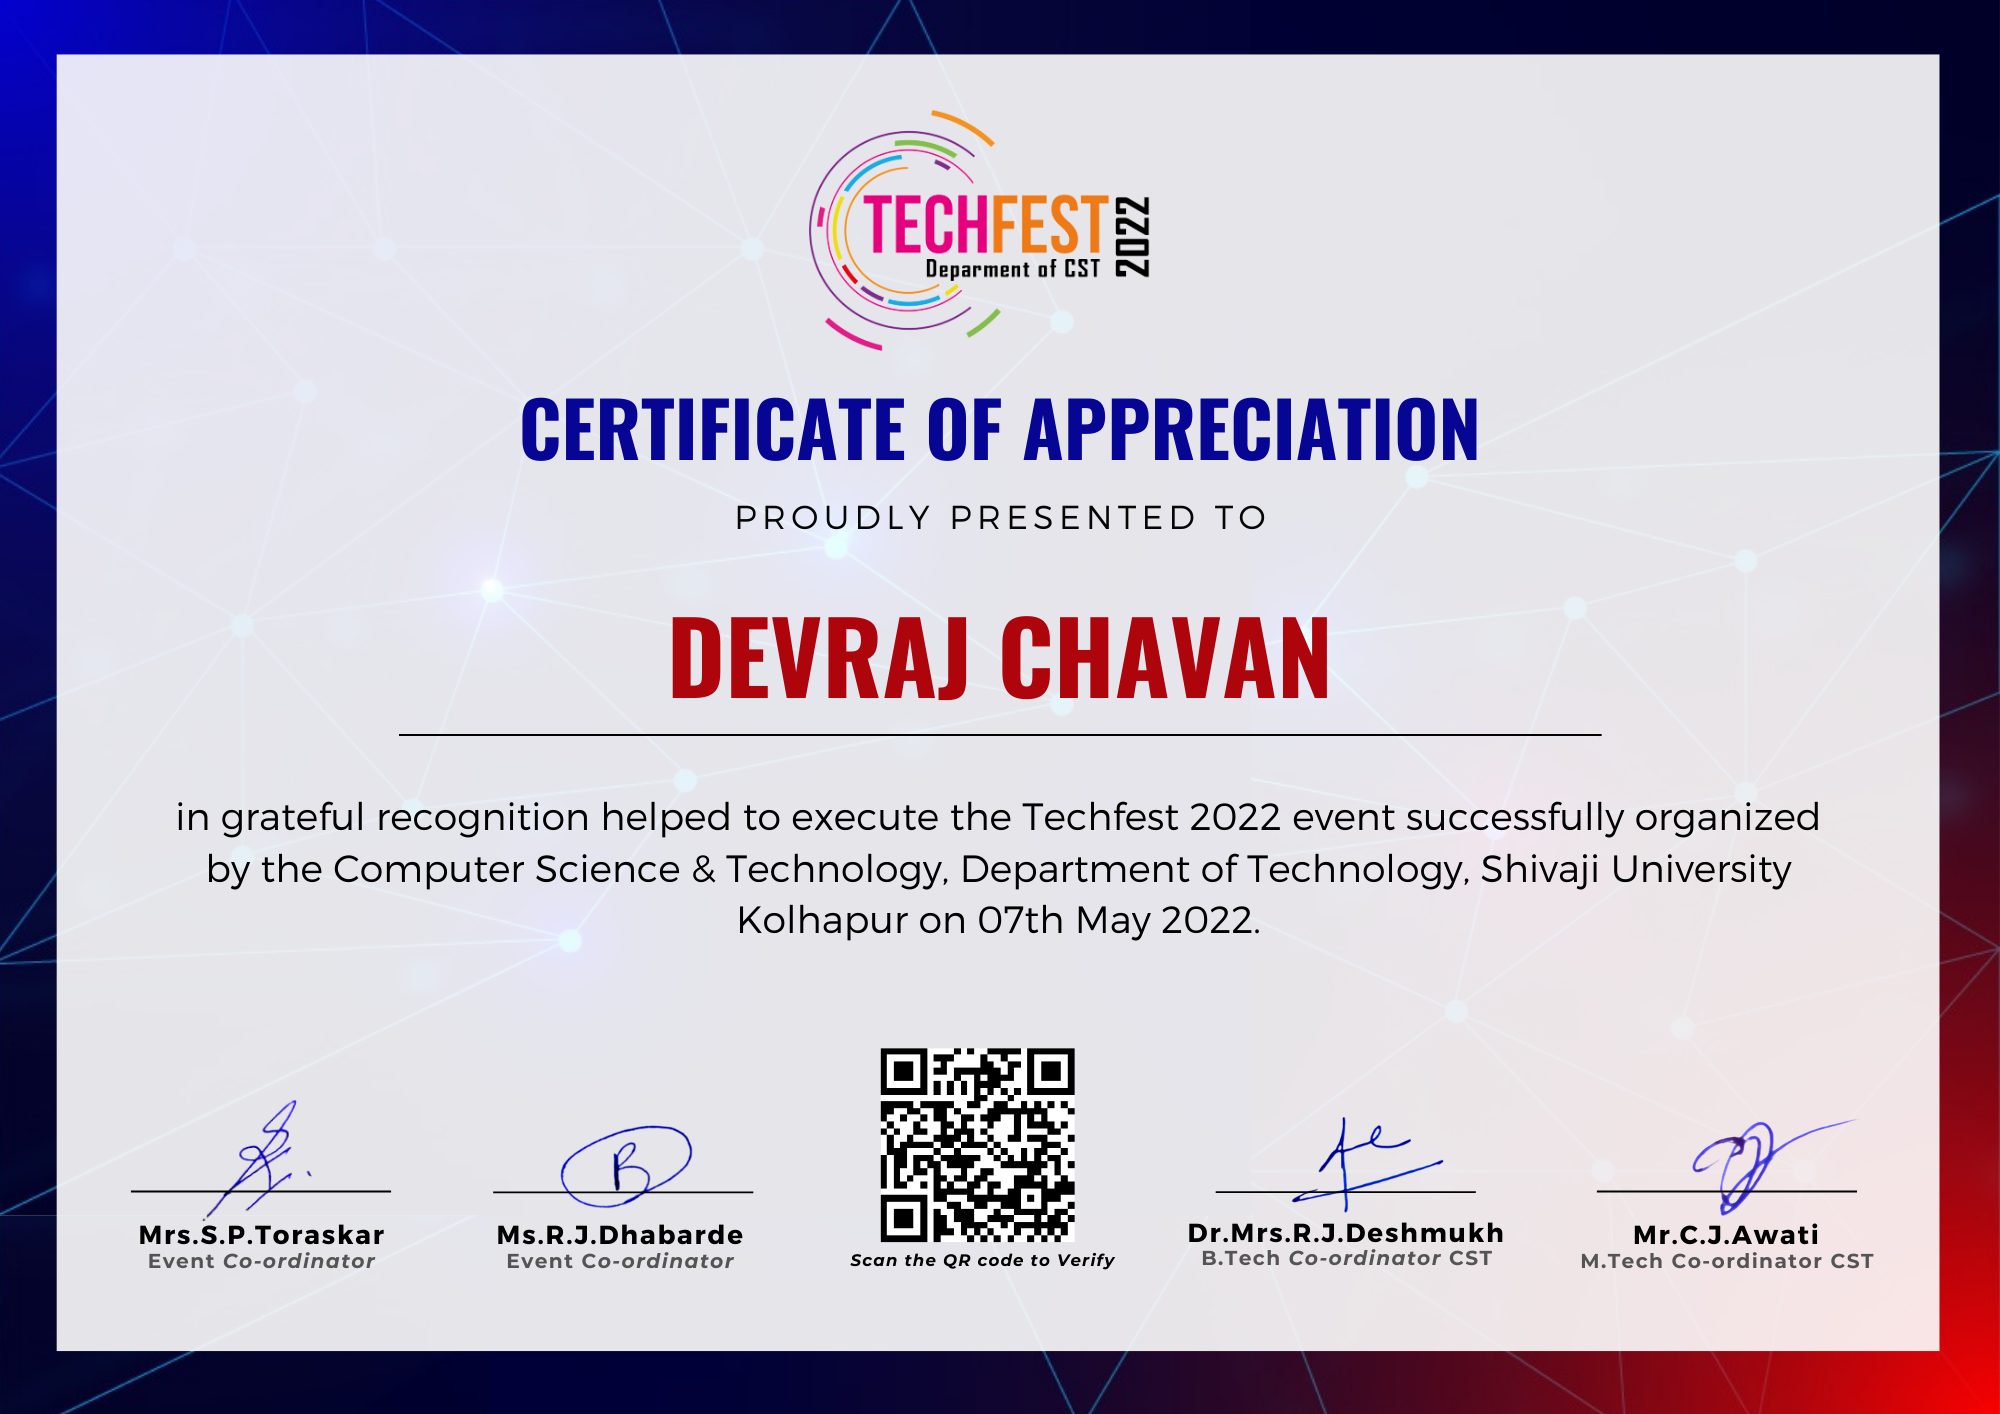 TECHFEST 2022
Deparment of CST
CERTIFICATE OF APPRECIATION
PROUDLY PRESENTED TO
DEVRAJ CHAVAN
in grateful recognition helped to execute the Techfest 2022 event successfully organized
by the Computer Science & Technology, Department of Technology, Shivaji University
Kolhapur on 07th May 2022.
Mrs.S.P.Toraskar
Event Co-ordinator
Ms.R.J.Dhabarde
Event Co-ordinator
Scan the QR code to Verify
Dr.Mrs.R.J.Deshmukh
B.Tech Co-ordinator CST
Mr.C.J.Awati
M.Tech Co-ordinator CST